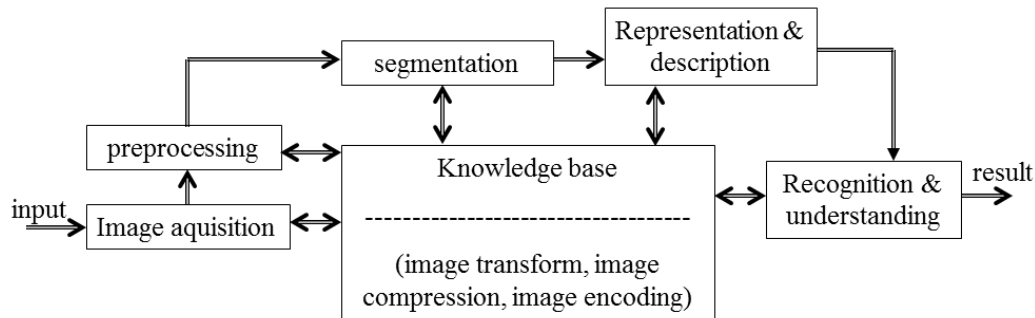 Representation &
description
segmentation
preprocessing
Knowledge base
input
Image aquisition
Recognition &
understanding
result
(image transform, image
compression, image encoding)